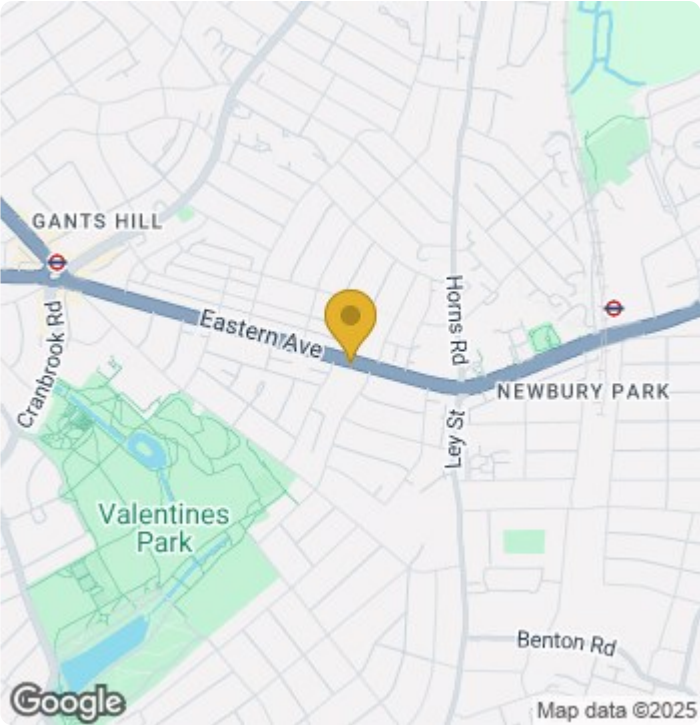 GANTS HILL
Cranbrook Rd
Eastern Ave
Horns Rd
NEWBURY PARK
Ley St
Valentines
Park
Benton Rd
Google
Map data ©2025